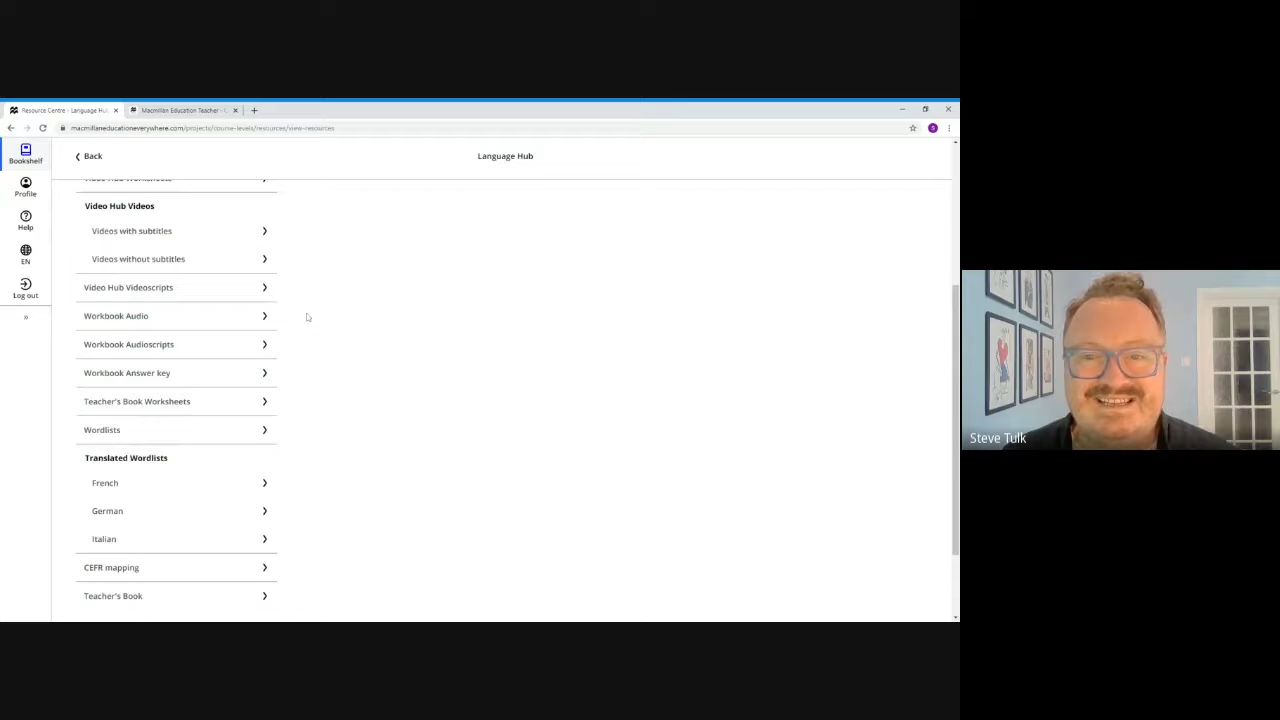 Resource Centre - Language Hu
Macmillan Education Teacher - 
macmillaneducationeverywhere.com/projects/course-levels/resources/view-resources
S
Bookshelf
Profile
Help
EN
Log out
»
Back
Language Hub
Video Hub Worksheets
Video Hub Videos
Videos with subtitles
Videos without subtitles
Video Hub Videoscripts
Workbook Audio
Workbook Audioscripts
Workbook Answer key
Teacher's Book Worksheets
Wordlists
Translated Wordlists
French
German
Italian
CEFR mapping
Teacher's Book
Steve Tulk